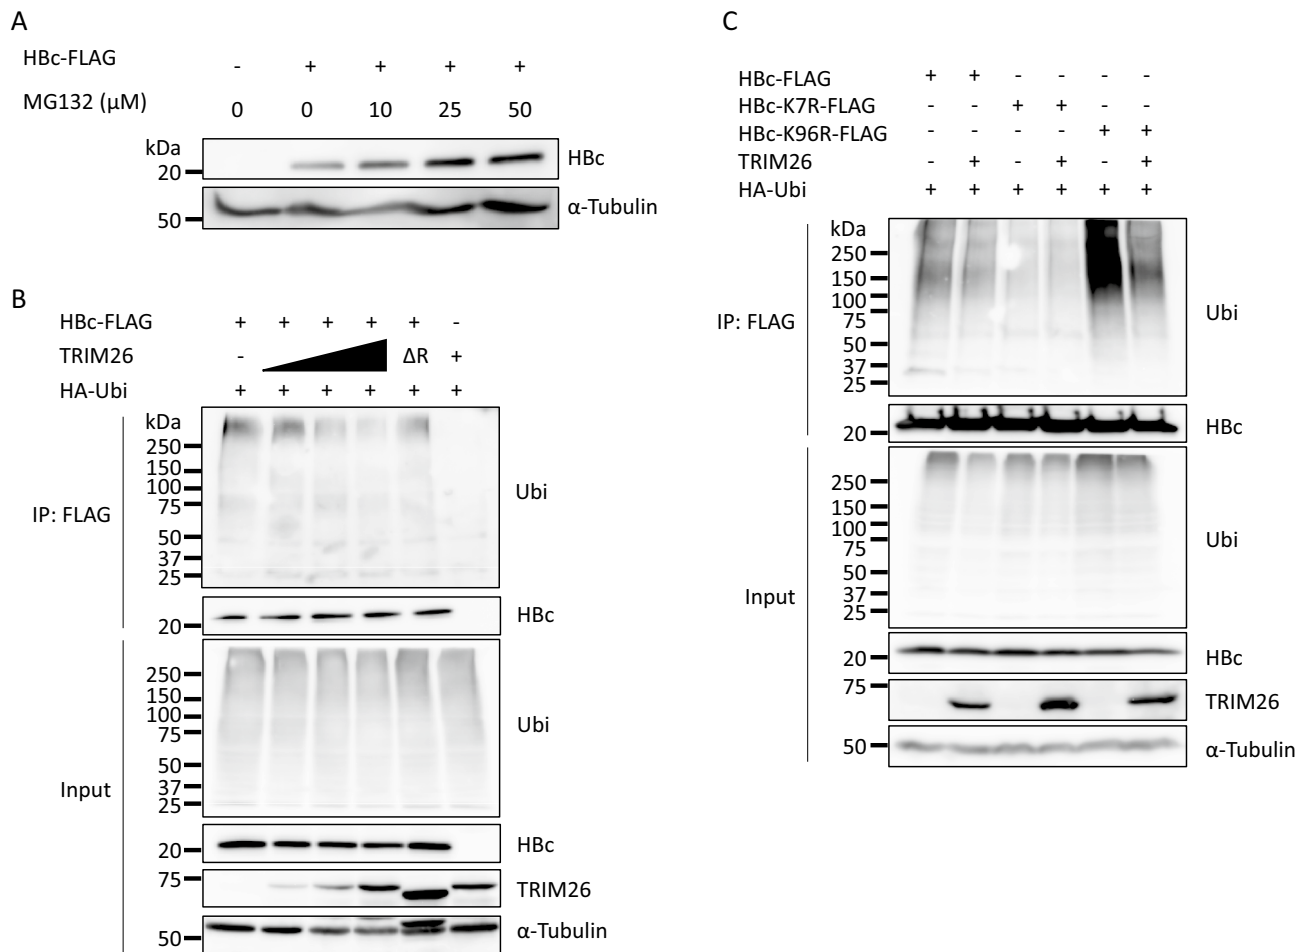 A
HBc-FLAG - + + + +
MG132 (µM) 0 0 10 25 50
kDa
20
HBc
50
α-Tubulin
B
HBc-FLAG + + + + + -
TRIM26 - ΔR +
HA-Ubi + + + + + +
kDa
250
150
100
75
50
37
25
Ubi
IP: FLAG
20
HBc
250
150
100
75
50
37
25
Ubi
Input
20
HBc
75
TRIM26
50
α-Tubulin
C
HBc-FLAG + + - - - -
HBc-K7R-FLAG - - + + - -
HBc-K96R-FLAG - - - - + +
TRIM26 - + - + - +
HA-Ubi + + + + + +
kDa
250
150
100
75
50
37
25
Ubi
IP: FLAG
20
HBc
250
150
100
75
50
37
25
Ubi
Input
20
HBc
75
TRIM26
50
α-Tubulin